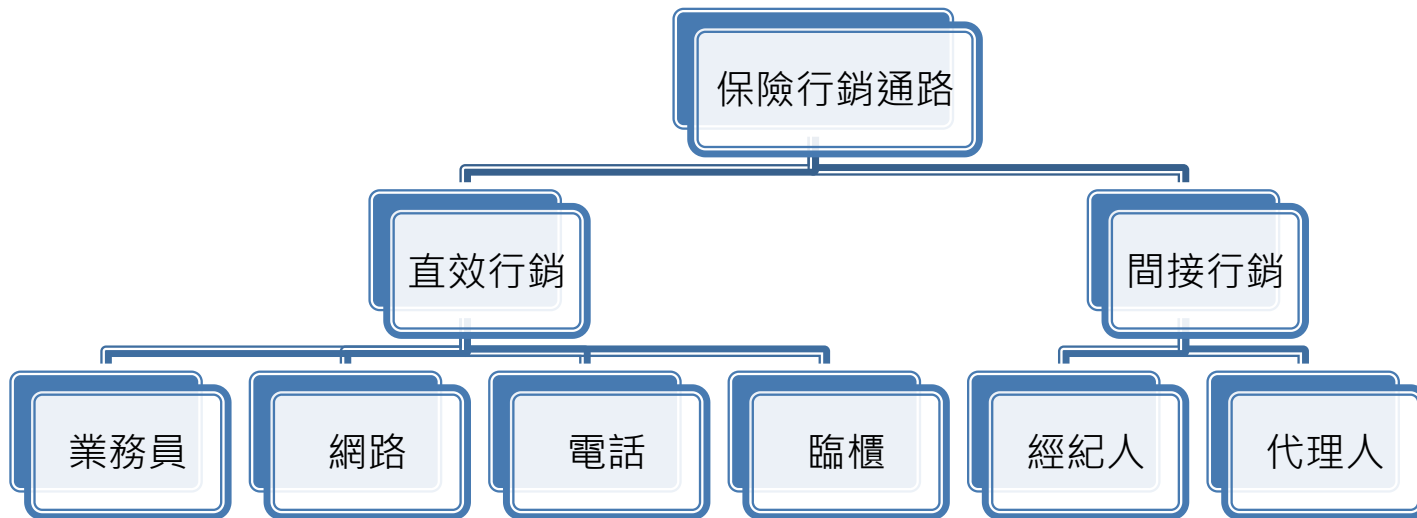 保險行銷通路
直效行銷
間接行銷
業務員
網路
電話
臨櫃
經紀人
代理人